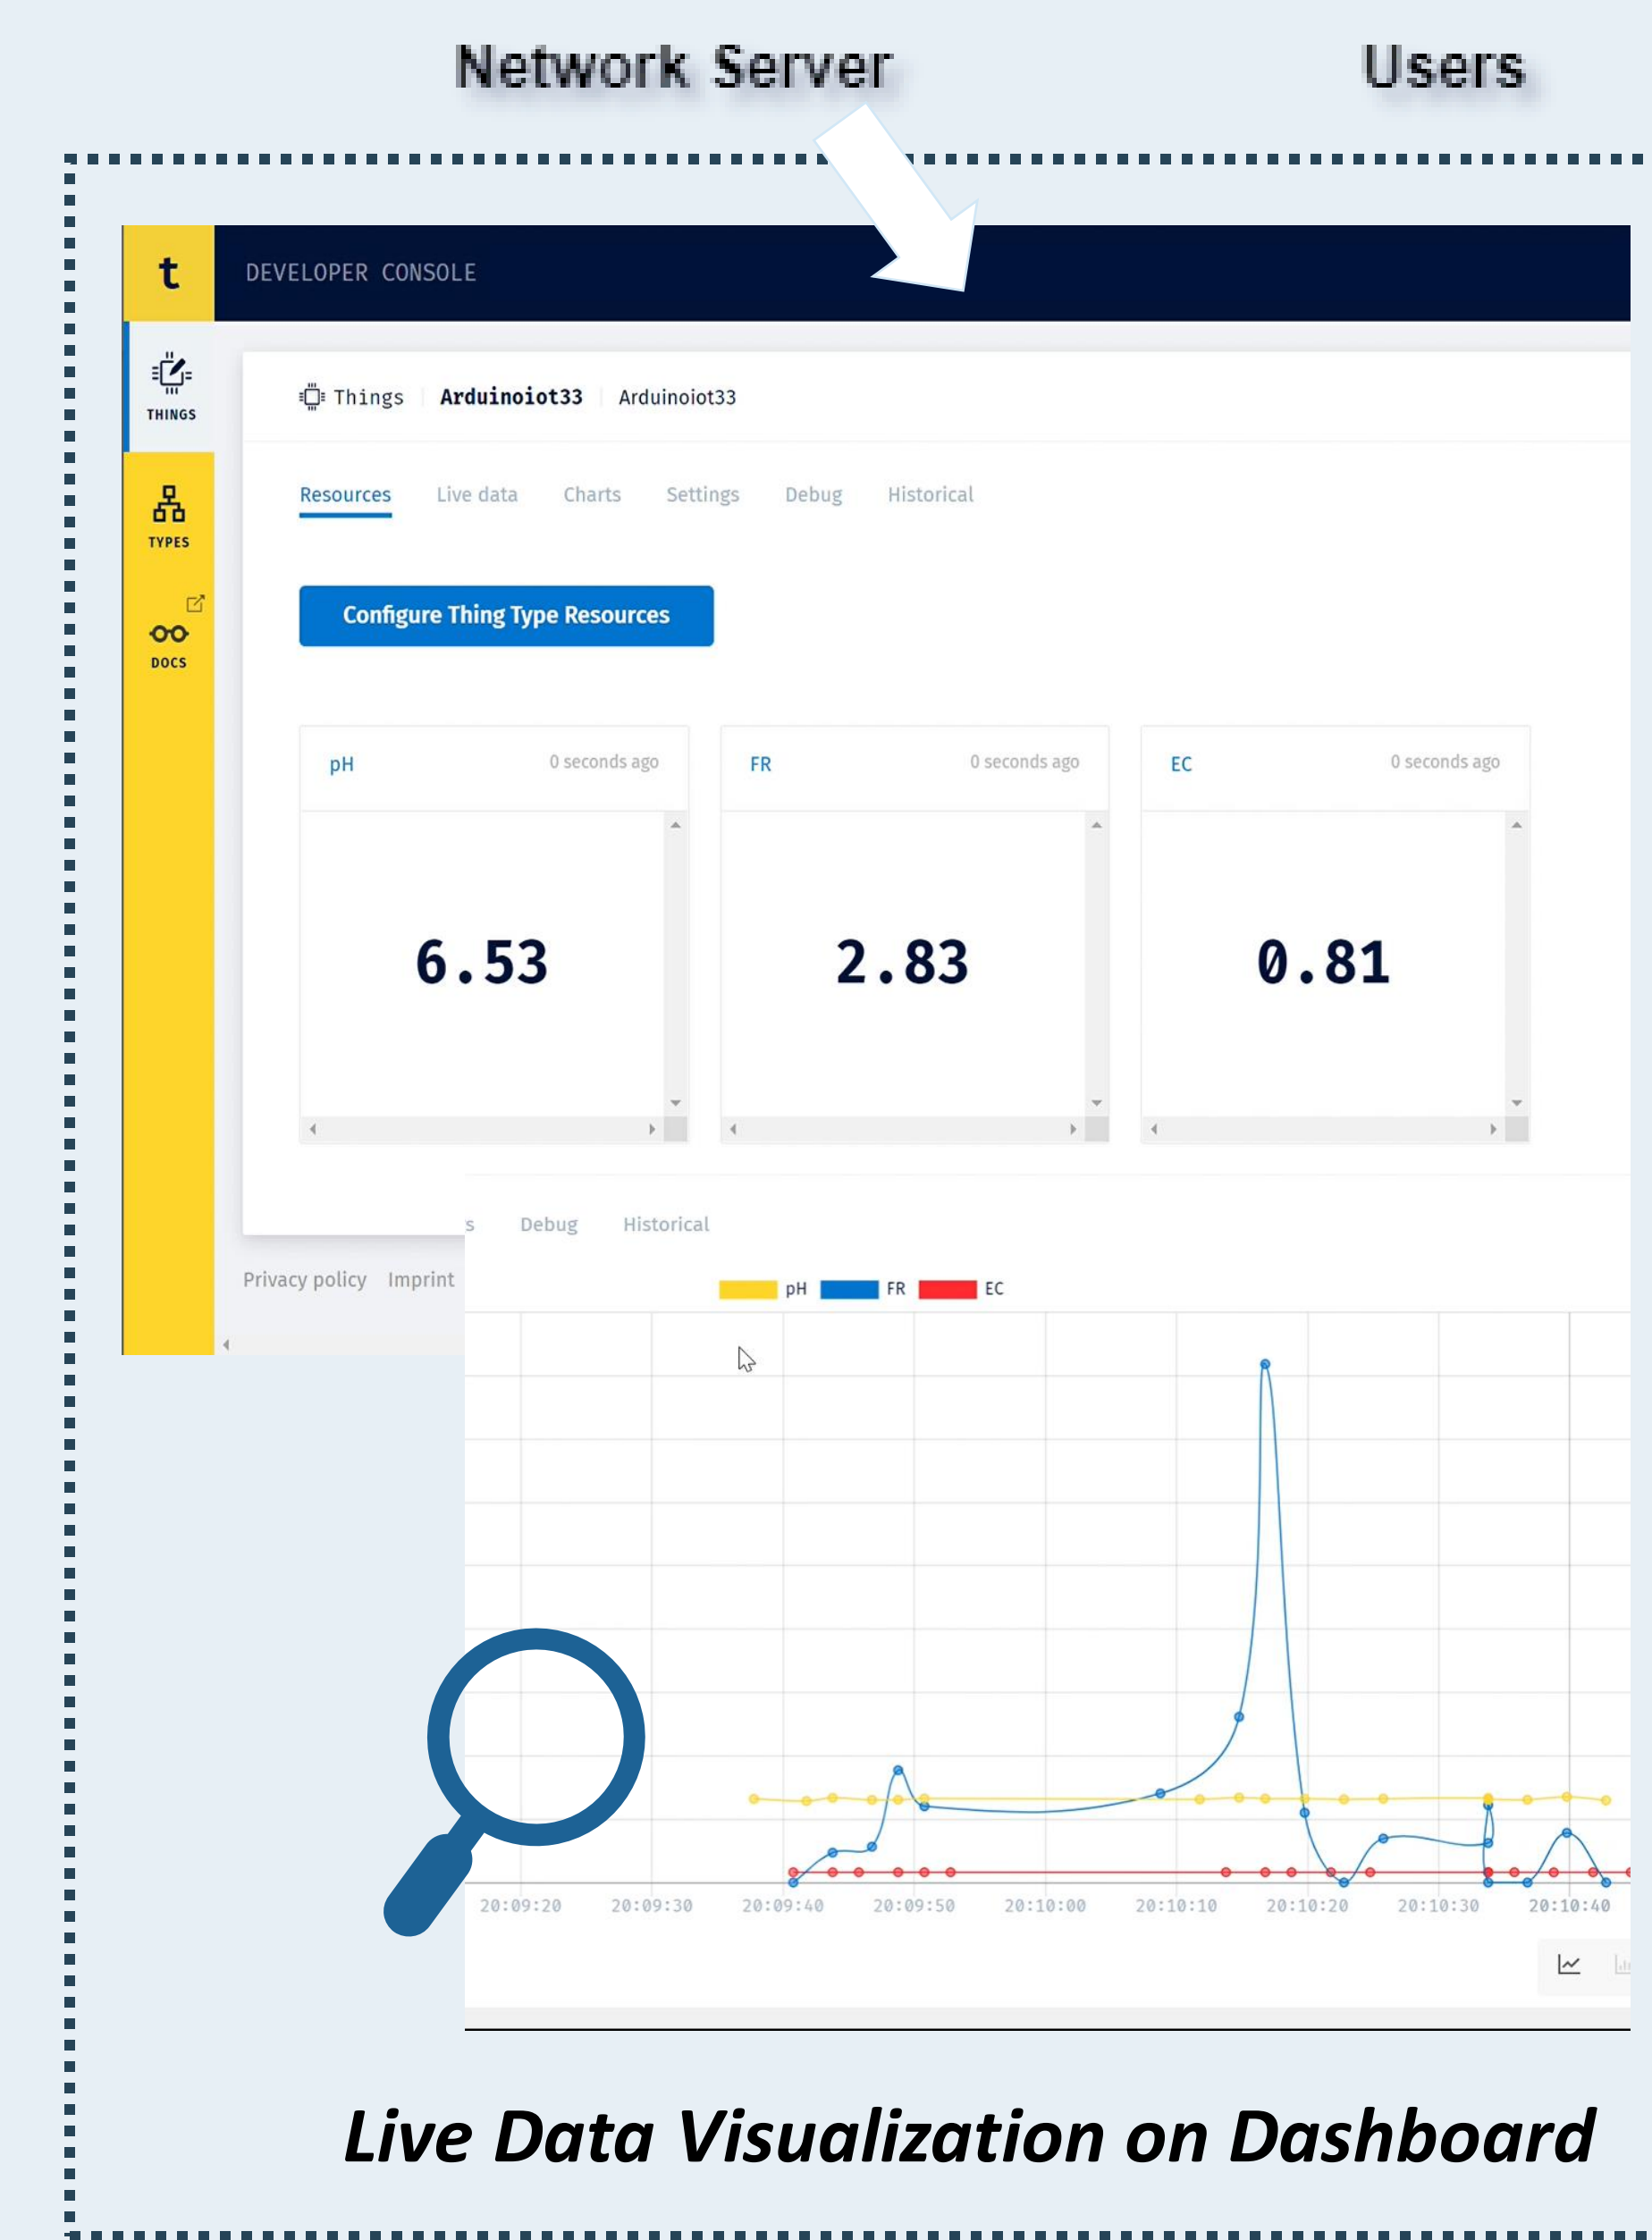 Network Server Users
t DEVELOPER CONSOLE
THINGS
Things Arduinoiot33 Arduinoiot33
Resources Live data Charts Settings Debug Historical
TYPES
Configure Thing Type Resources
DOCS
pH 0 seconds ago FR 0 seconds ago EC 0 seconds ago
6.53 2.83 0.81
s Debug Historical
Privacy policy Imprint
pH FR EC
20:09:20 20:09:30 20:09:40 20:09:50 20:10:00 20:10:10 20:10:20 20:10:30 20:10:40
Live Data Visualization on Dashboard